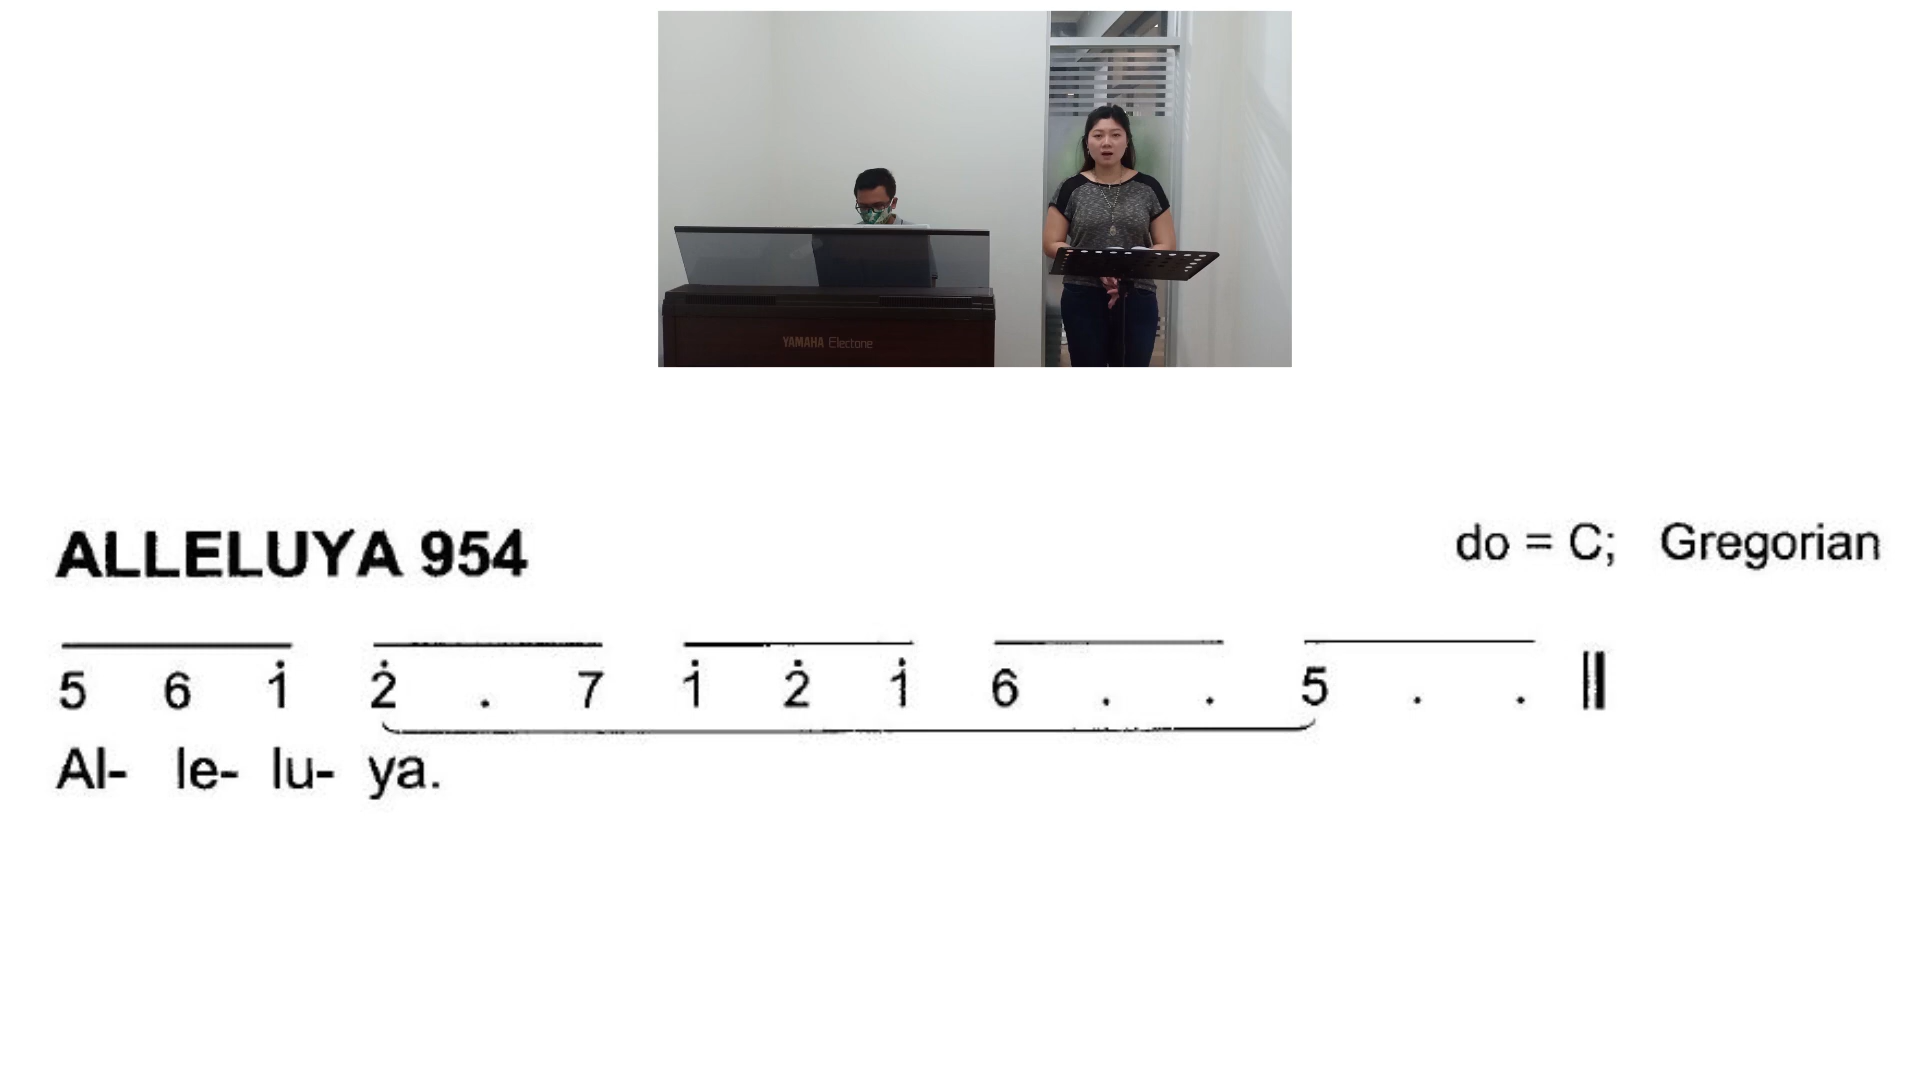 YAMAHA Electone
ALLELUYA 954
do = C; Gregorian
5 6 1̇ 2̇ . 7 1̇ 2̇ 1̇ 6 . . 5 . . ||
Al- le- lu- ya.